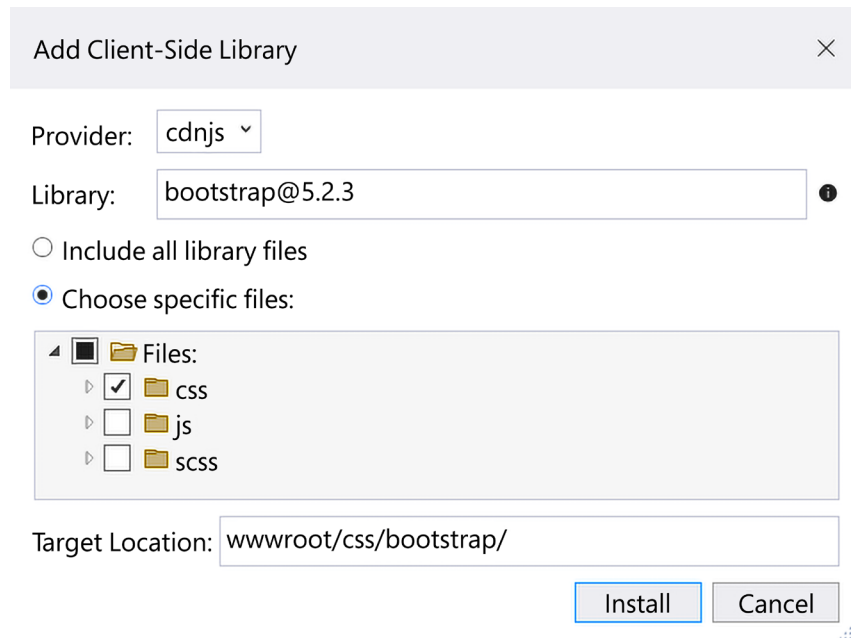 Add Client-Side Library
Provider: cdnjs
Library: bootstrap@5.2.3
Include all library files
Choose specific files:
Files:
css
js
scss
Target Location: wwwroot/css/bootstrap/
Install Cancel